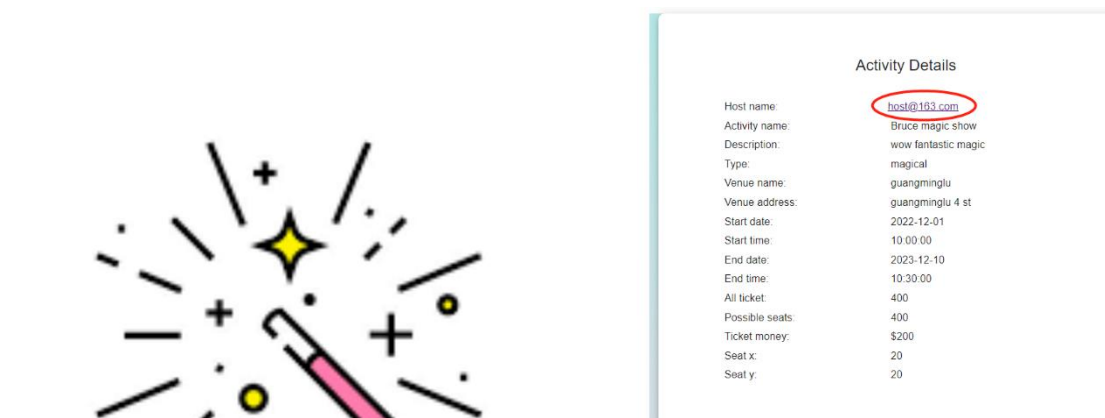 Activity Details
Host name: host@163.com
Activity name: Bruce magic show
Description: wow fantastic magic
Type: magical
Venue name: guangminglu
Venue address: guangminglu 4 st
Start date: 2022-12-01
Start time: 10:00:00
End date: 2023-12-10
End time: 10:30:00
All ticket: 400
Possible seats: 400
Ticket money: $200
Seat x: 20
Seat y: 20